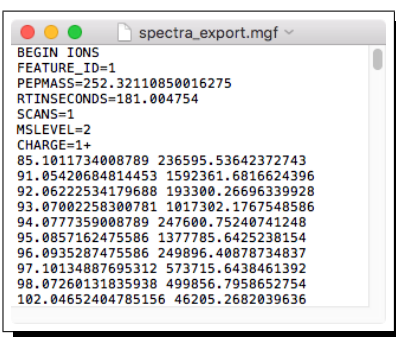 spectra_export.mgf
BEGIN IONS
FEATURE_ID=1
PEPMASS=252.32110850016275
RTINSECONDS=181.004754
SCANS=1
MSLEVEL=2
CHARGE=1+
85.1011734008789 236595.53642372743
91.05420684814453 1592361.6816624396
92.06222534179688 193300.26696339928
93.07002258300781 1017302.1767548586
94.0777359008789 247600.75240741248
95.0857162475586 1377785.6425238154
96.09352874755586 249896.40878734837
97.10134887695312 573715.6438461392
98.07260131835938 499856.7958652754
102.04652404785156 46205.2682039636